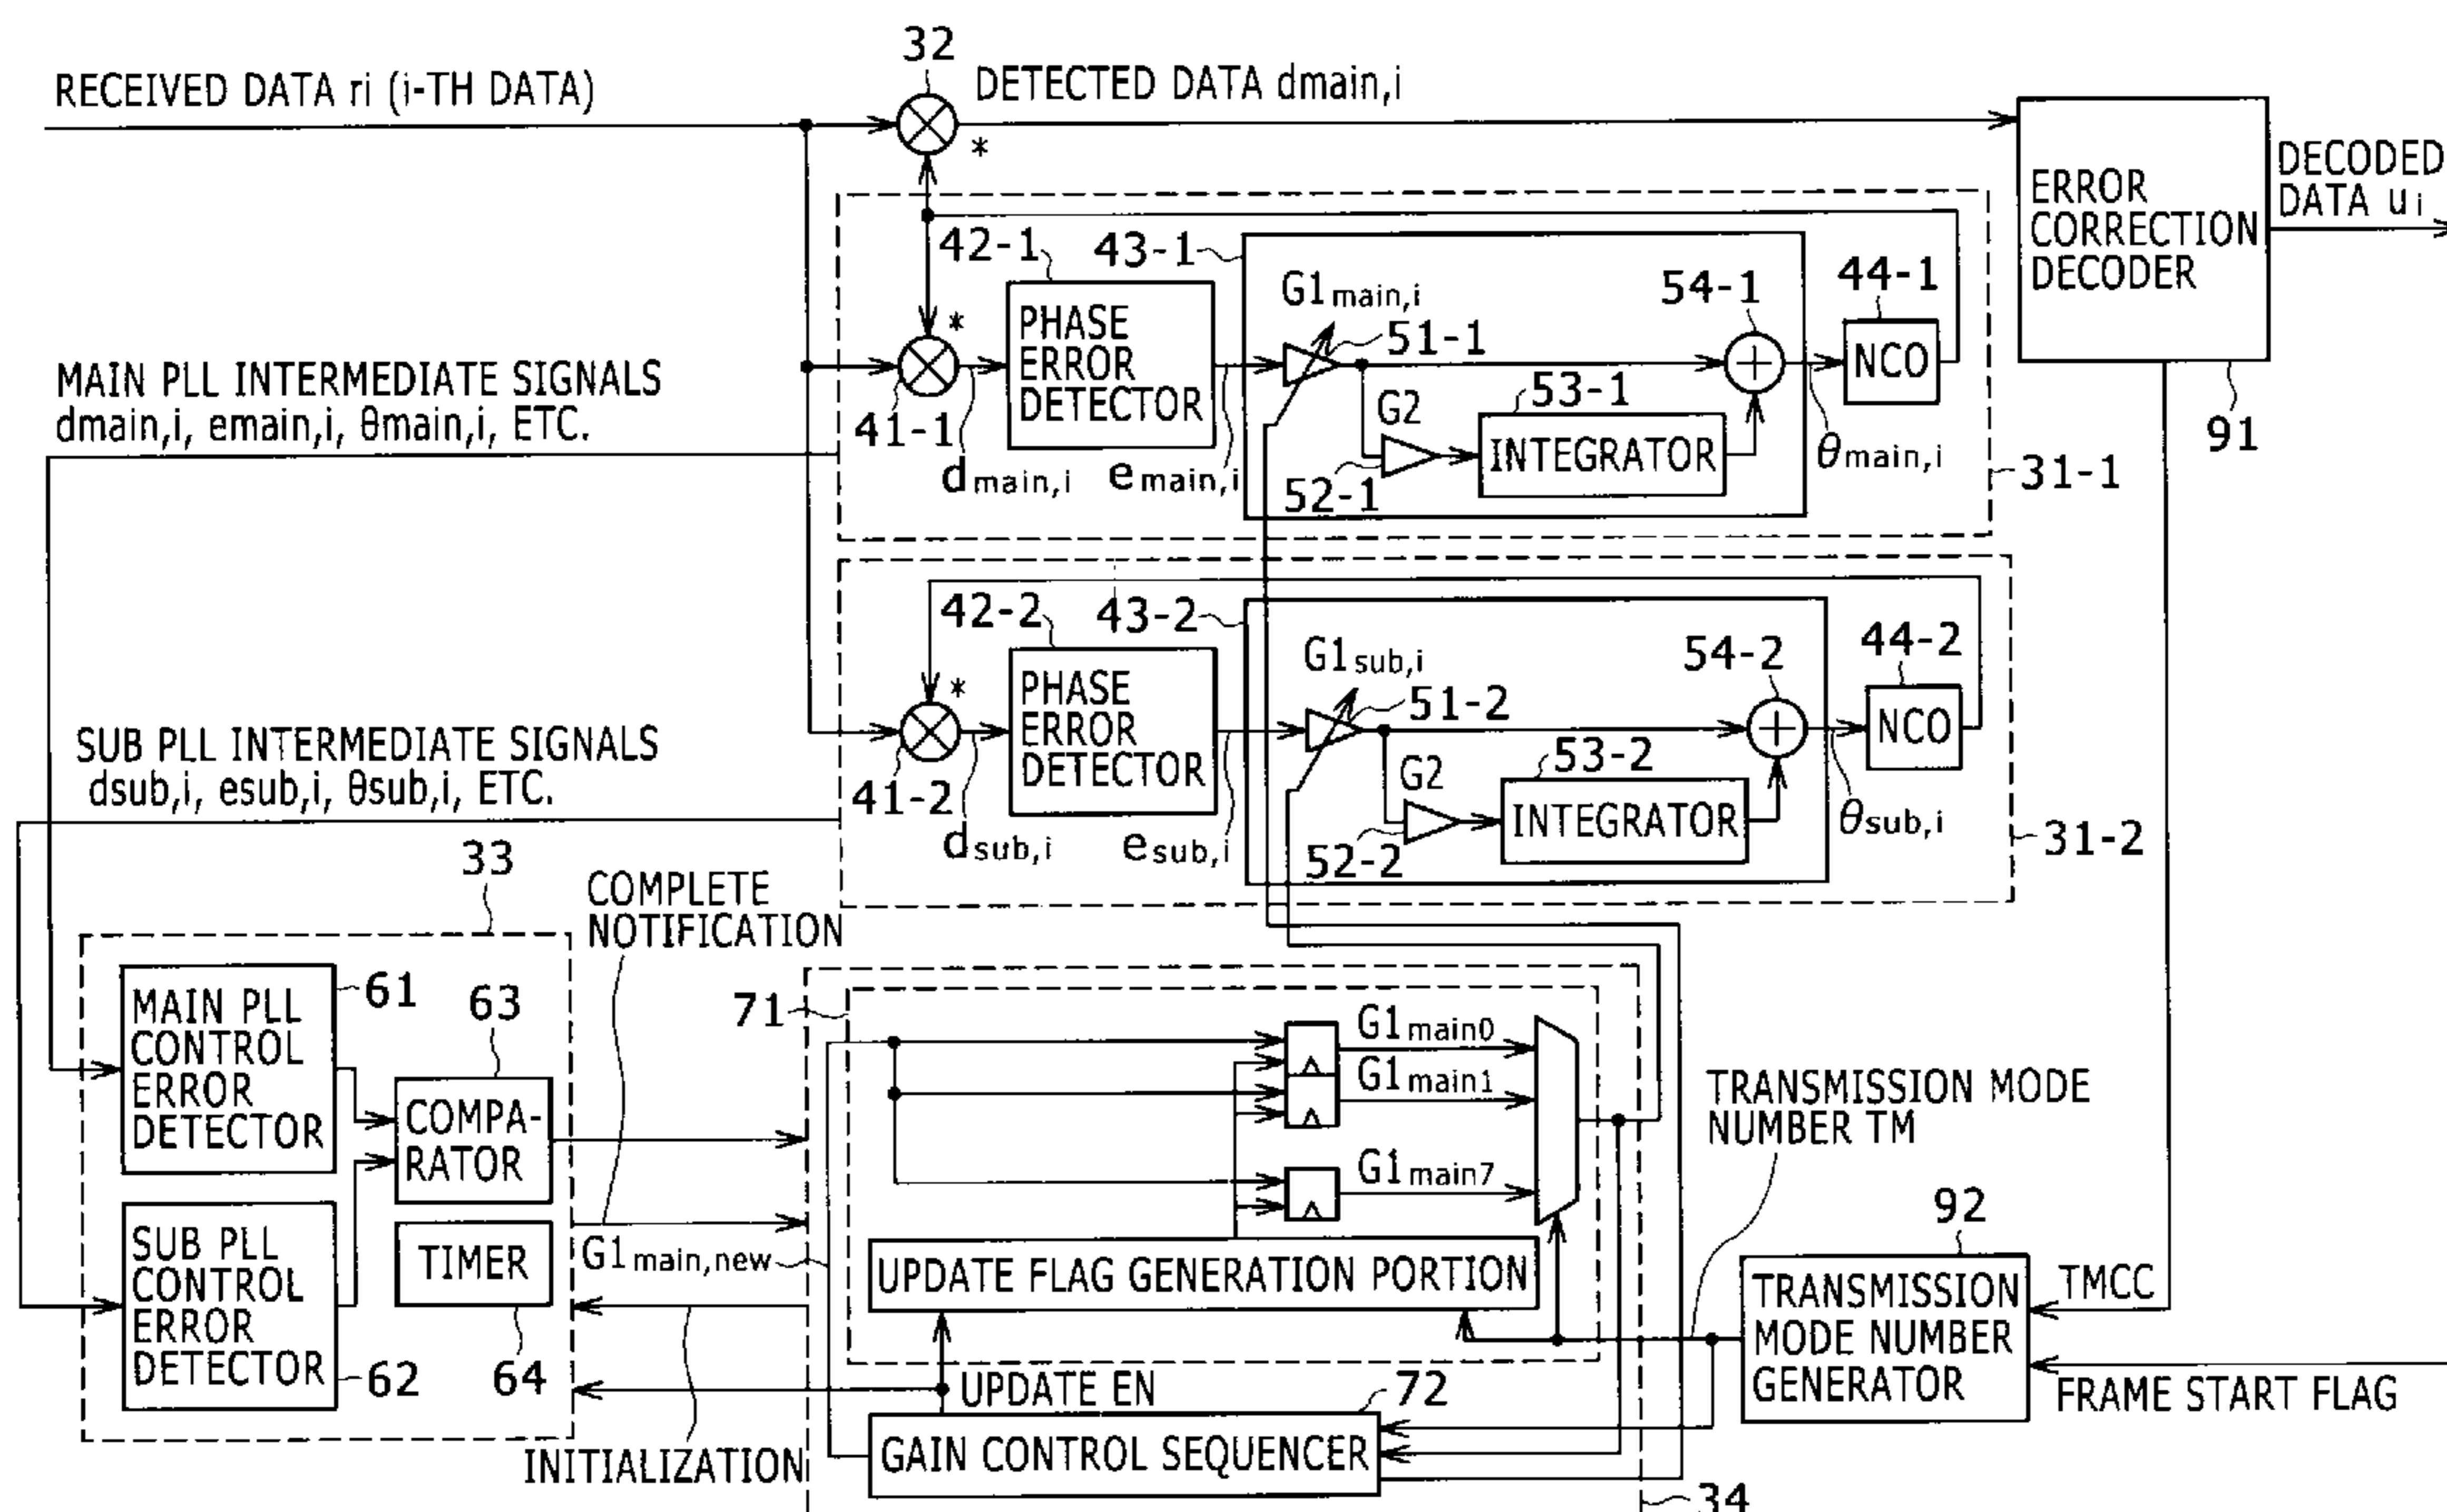 32
RECEIVED DATA ri (i-TH DATA)
DETECTED DATA dmain,i
*
DECODED
DATA ui
ERROR
CORRECTION
DECODER
91
42-1
43-1
G1main,i
54-1
44-1
*
PHASE
ERROR
DETECTOR
51-1
NCO
MAIN PLL INTERMEDIATE SIGNALS
dmain,i, emain,i, θmain,i, ETC.
41-1
G2
53-1
INTEGRATOR
θmain,i
dmain,i
emain,i
52-1
31-1
42-2
43-2
G1sub,i
54-2
44-2
*
PHASE
ERROR
DETECTOR
51-2
NCO
SUB PLL INTERMEDIATE SIGNALS
dsub,i, esub,i, θsub,i, ETC.
41-2
G2
53-2
INTEGRATOR
θsub,i
dsub,i
esub,i
52-2
31-2
33
COMPLETE
NOTIFICATION
MAIN PLL
CONTROL
ERROR
DETECTOR
61
63
COMPA-
RATOR
71
G1main0
G1main1
G1main7
TRANSMISSION MODE
NUMBER TM
SUB PLL
CONTROL
ERROR
DETECTOR
62
TIMER
64
G1main,new
UPDATE FLAG GENERATION PORTION
92
TRANSMISSION
MODE NUMBER
GENERATOR
TMCC
FRAME START FLAG
UPDATE EN
72
INITIALIZATION
GAIN CONTROL SEQUENCER
34